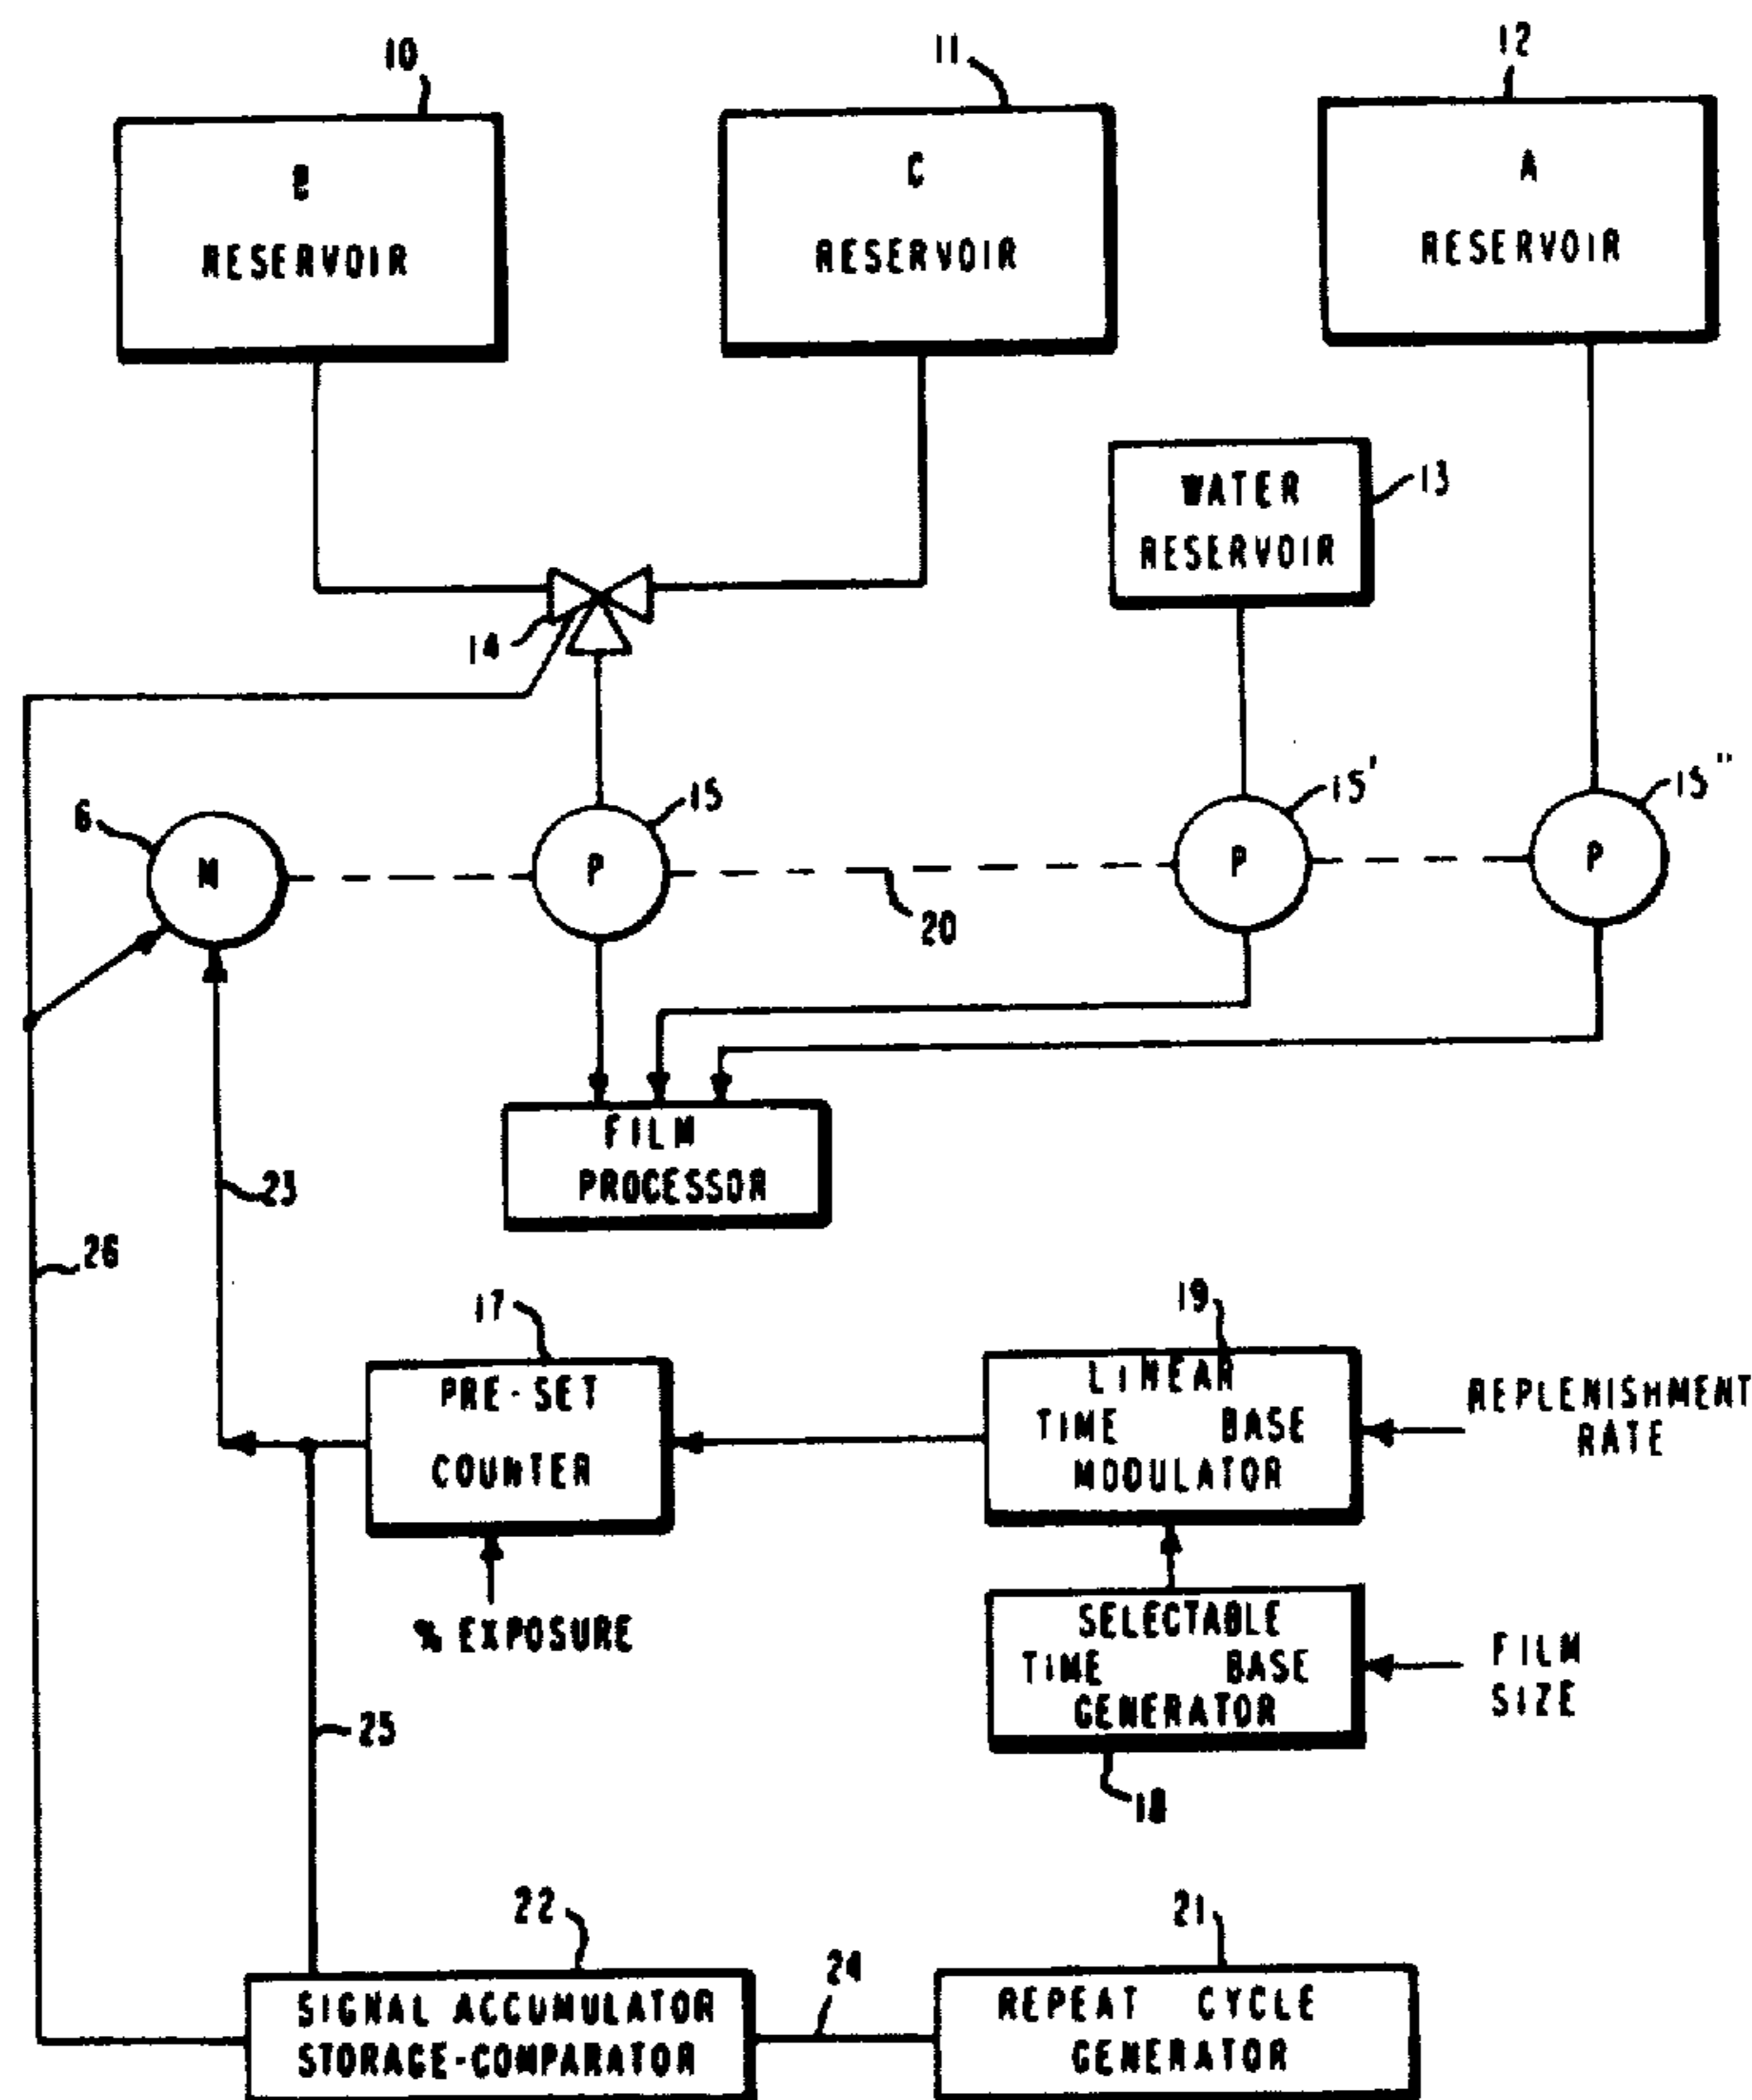 10
11
12
B
RESERVOIR
C
RESERVOIR
A
RESERVOIR
WATER
RESERVOIR
13
14
6
M
15
P
15'
P
15"
P
20
FILM
PROCESSOR
23
26
17
PRE-SET
COUNTER
19
LINEAR
TIME BASE
MODULATOR
REPLENISHMENT
RATE
% EXPOSURE
SELECTABLE
TIME BASE
GENERATOR
FILM
SIZE
18
25
22
SIGNAL ACCUMULATOR
STORAGE-COMPARATOR
24
21
REPEAT CYCLE
GENERATOR